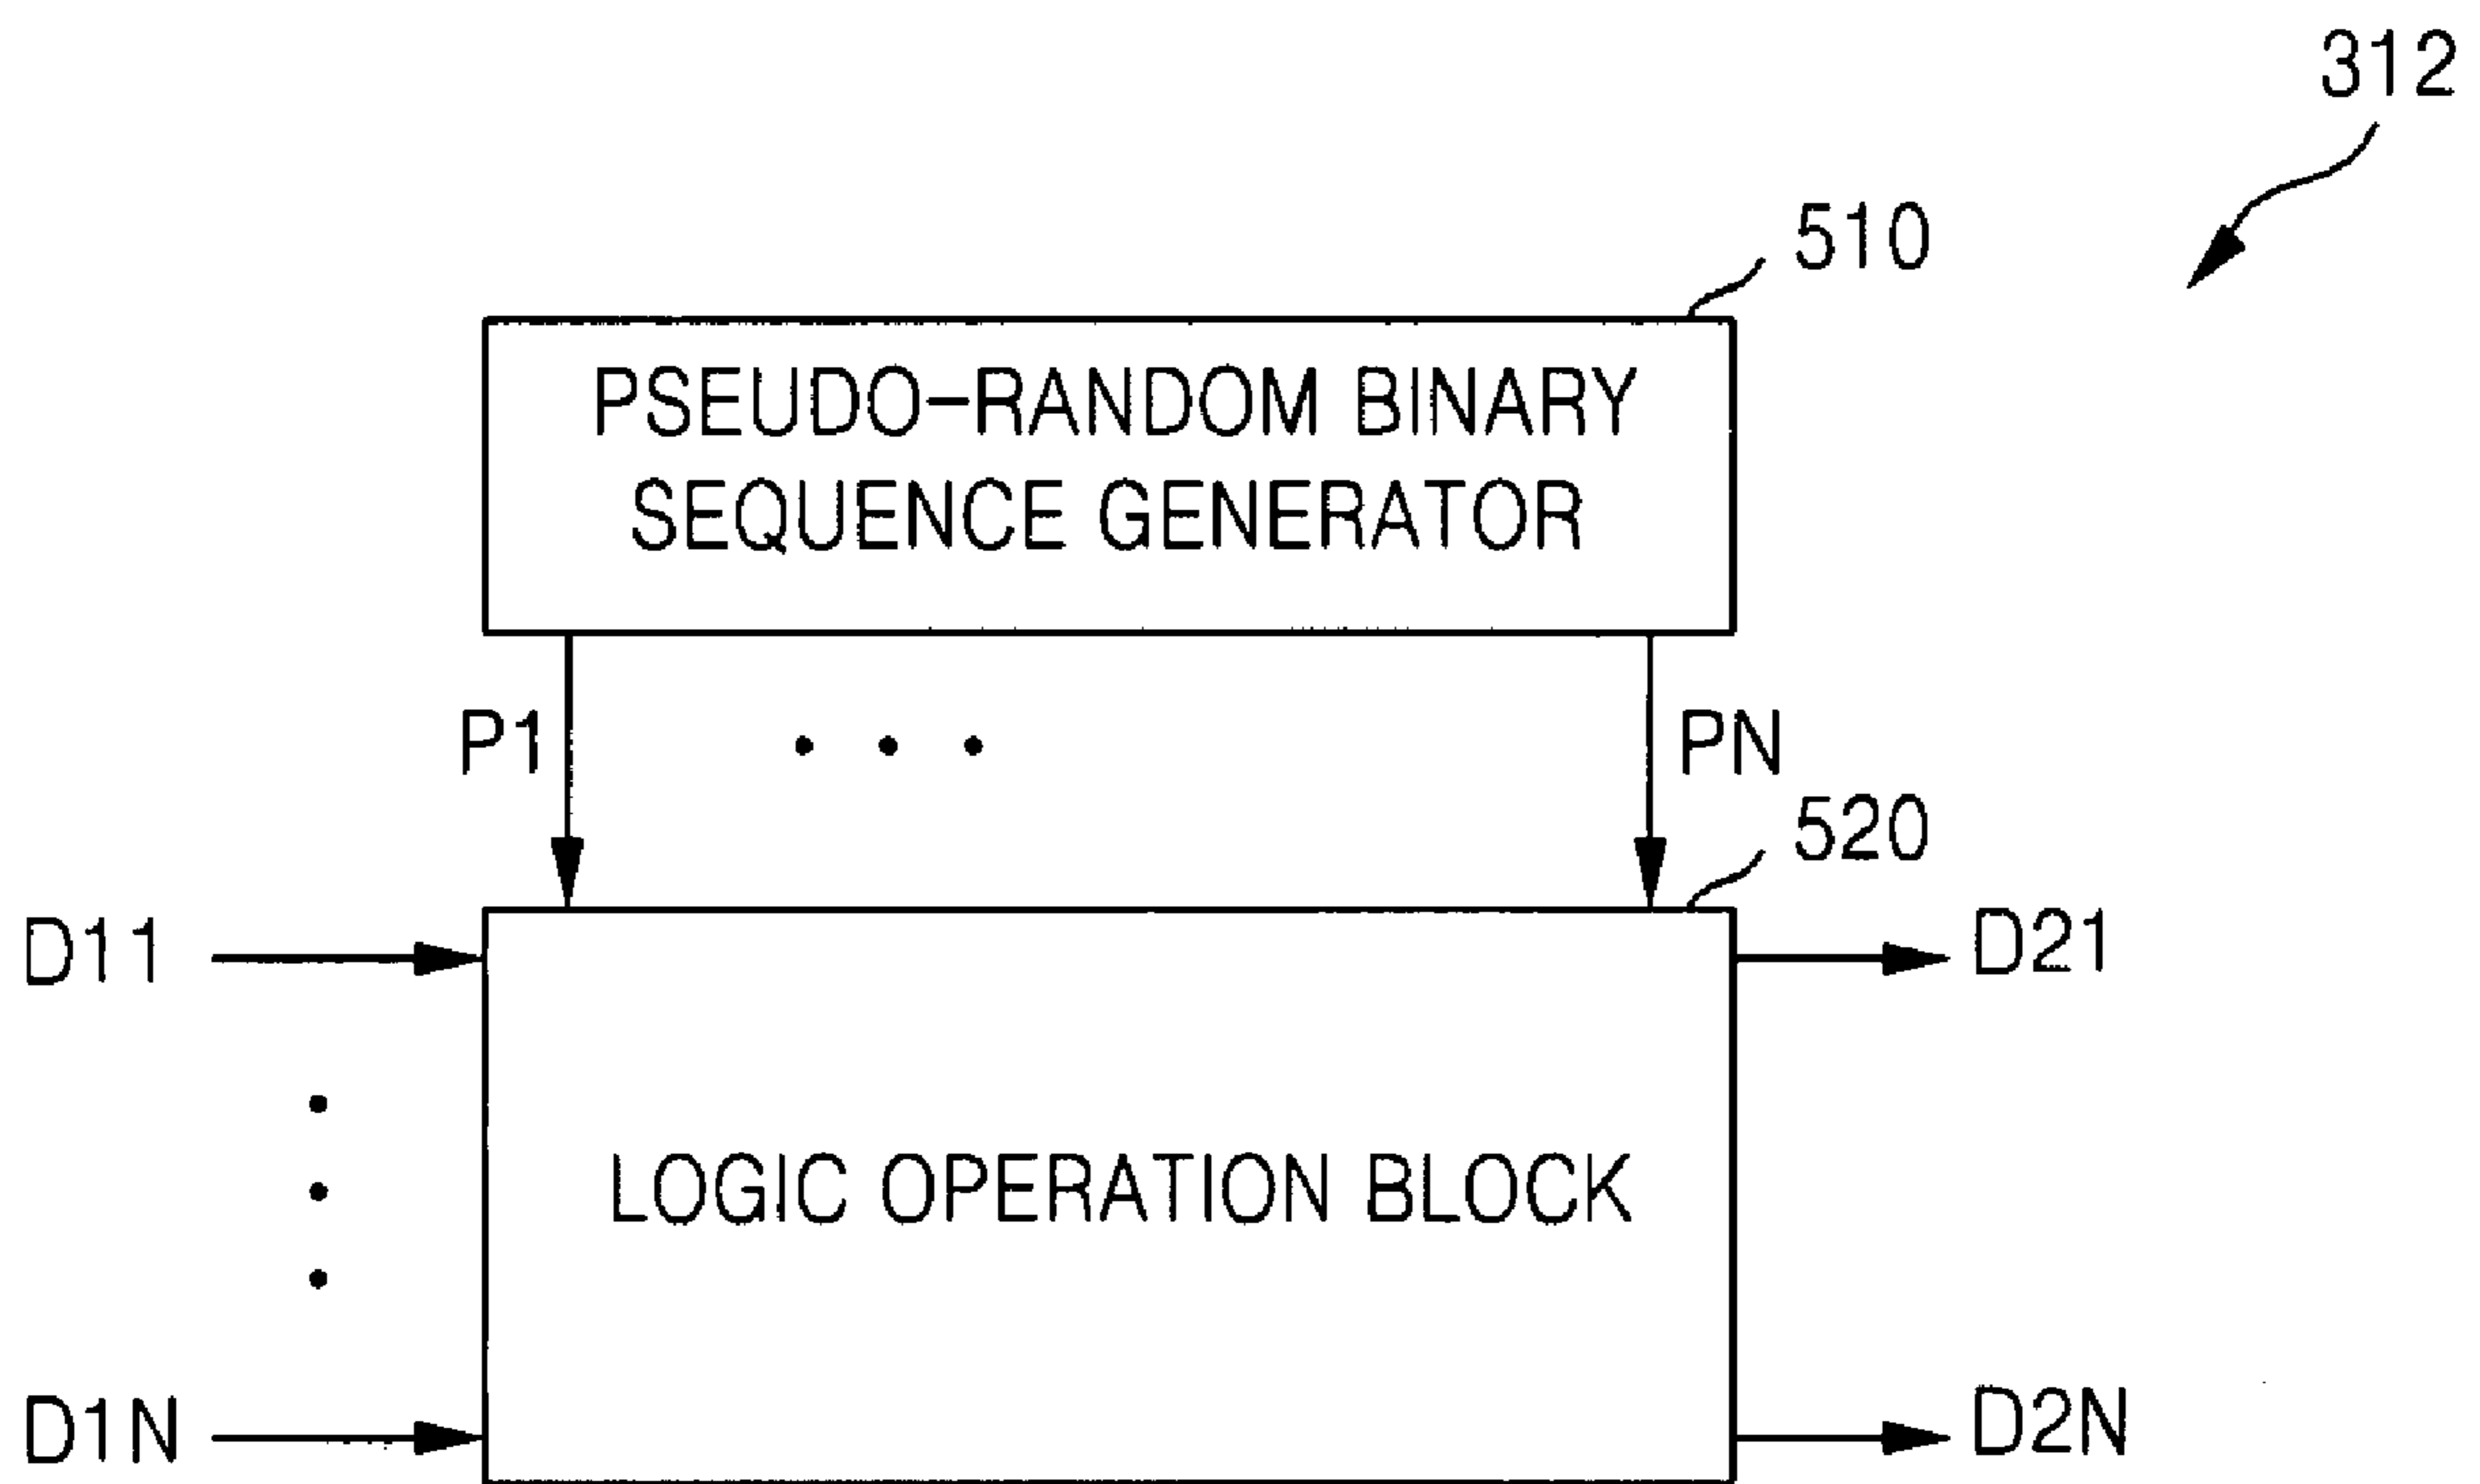 312
510
PSEUDO-RANDOM BINARY
SEQUENCE GENERATOR
P1
PN
520
D11
D21
LOGIC OPERATION BLOCK
D1N
D2N